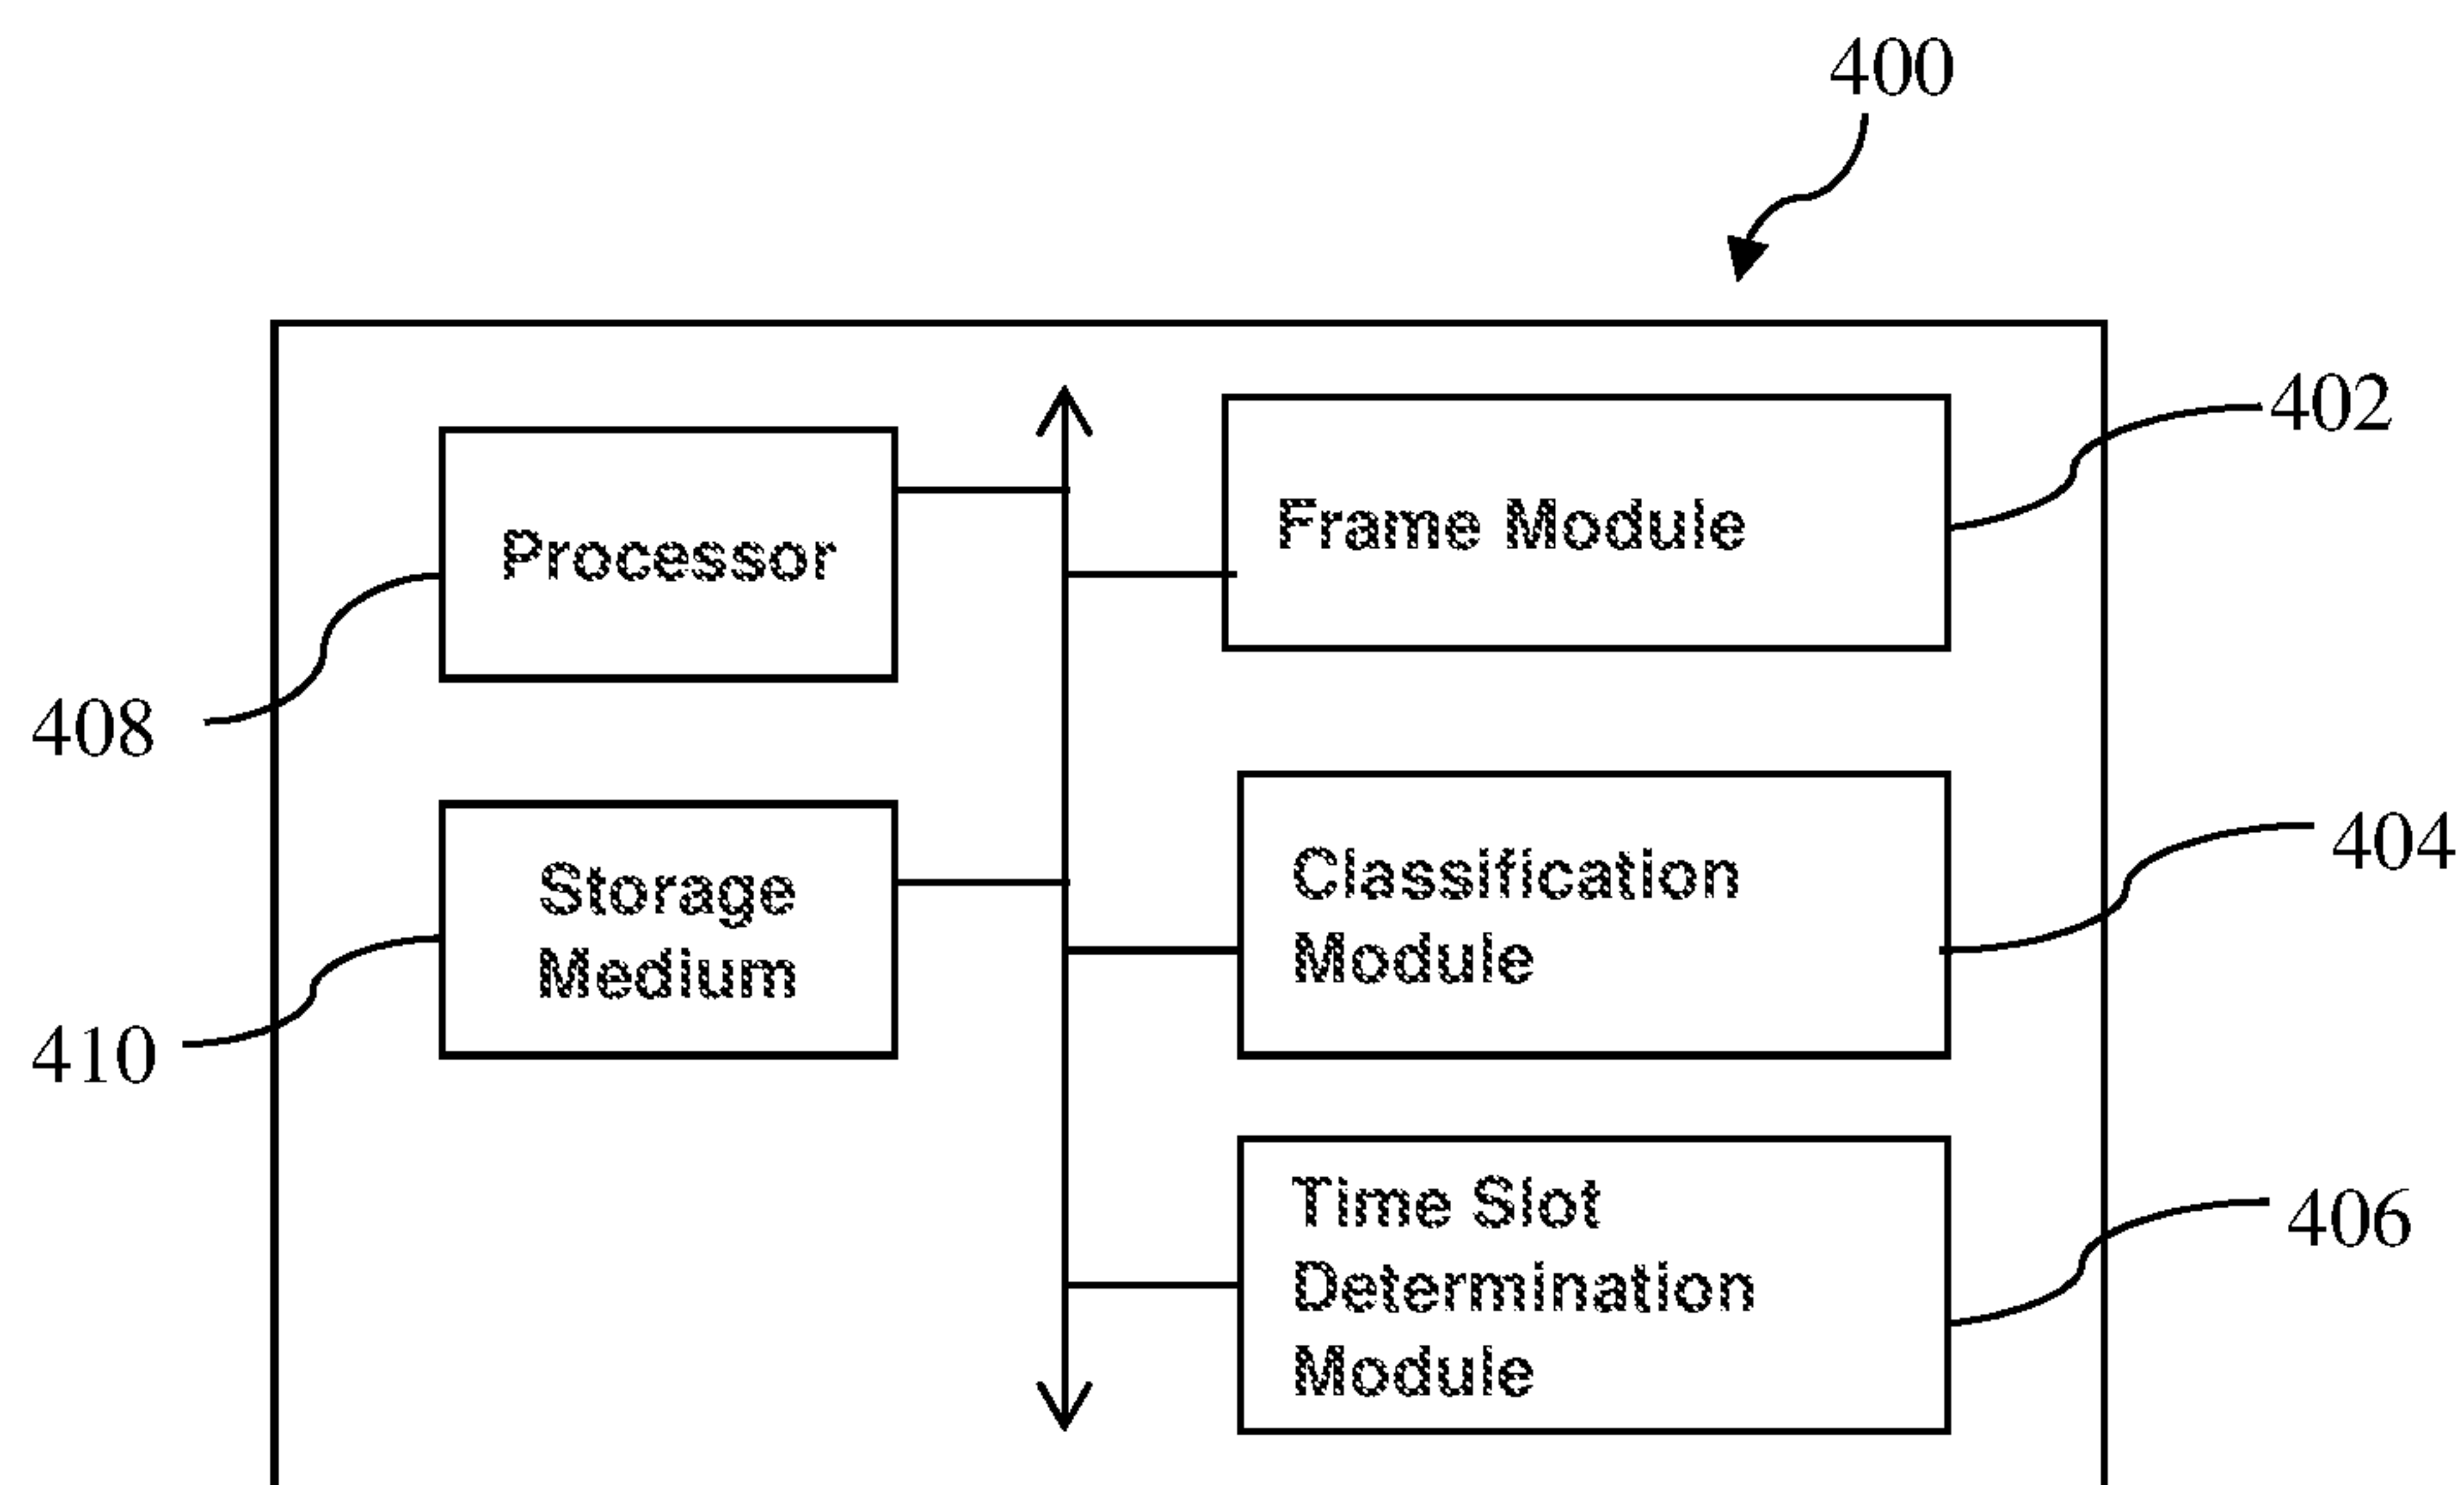 400
402
Processor
Frame Module
408
Storage
Medium
Classification
Module
404
410
Time Slot
Determination
Module
406